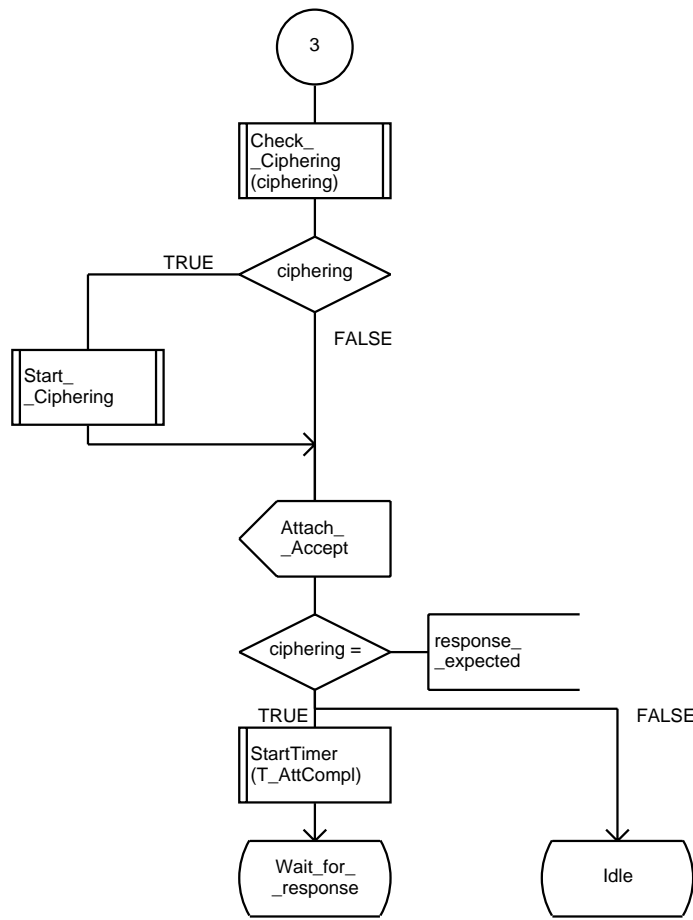 3
Check_
_Ciphering
(ciphering)
TRUE
ciphering
FALSE
Start_
_Ciphering
Attach_
_Accept
ciphering =
response_
_expected
TRUE
FALSE
StartTimer
(T_AttCompl)
Wait_for_
_response
Idle